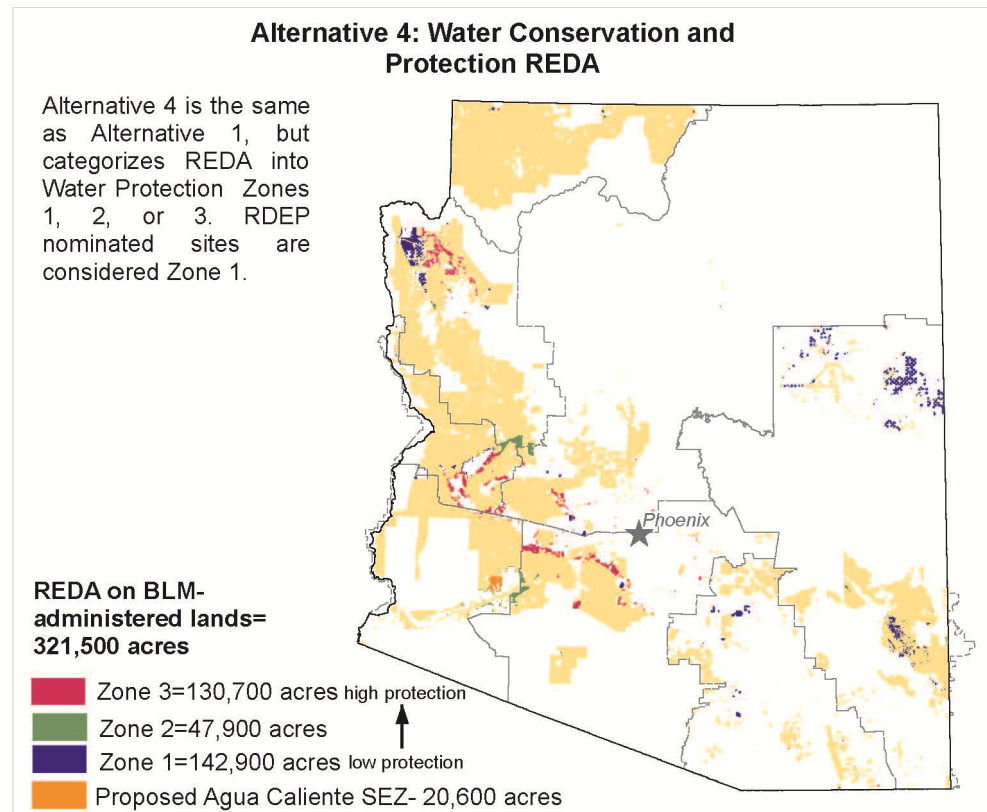 Alternative 4: Water Conservation and
Protection REDA
Alternative 4 is the same
as Alternative 1, but
categorizes REDA into
Water Protection Zones
1, 2, or 3. RDEP
nominated sites are
considered Zone 1.
Phoenix
REDA on BLM-
administered lands=
321,500 acres
Zone 3=130,700 acres high protection
Zone 2=47,900 acres
Zone 1=142,900 acres low protection
Proposed Agua Caliente SEZ- 20,600 acres